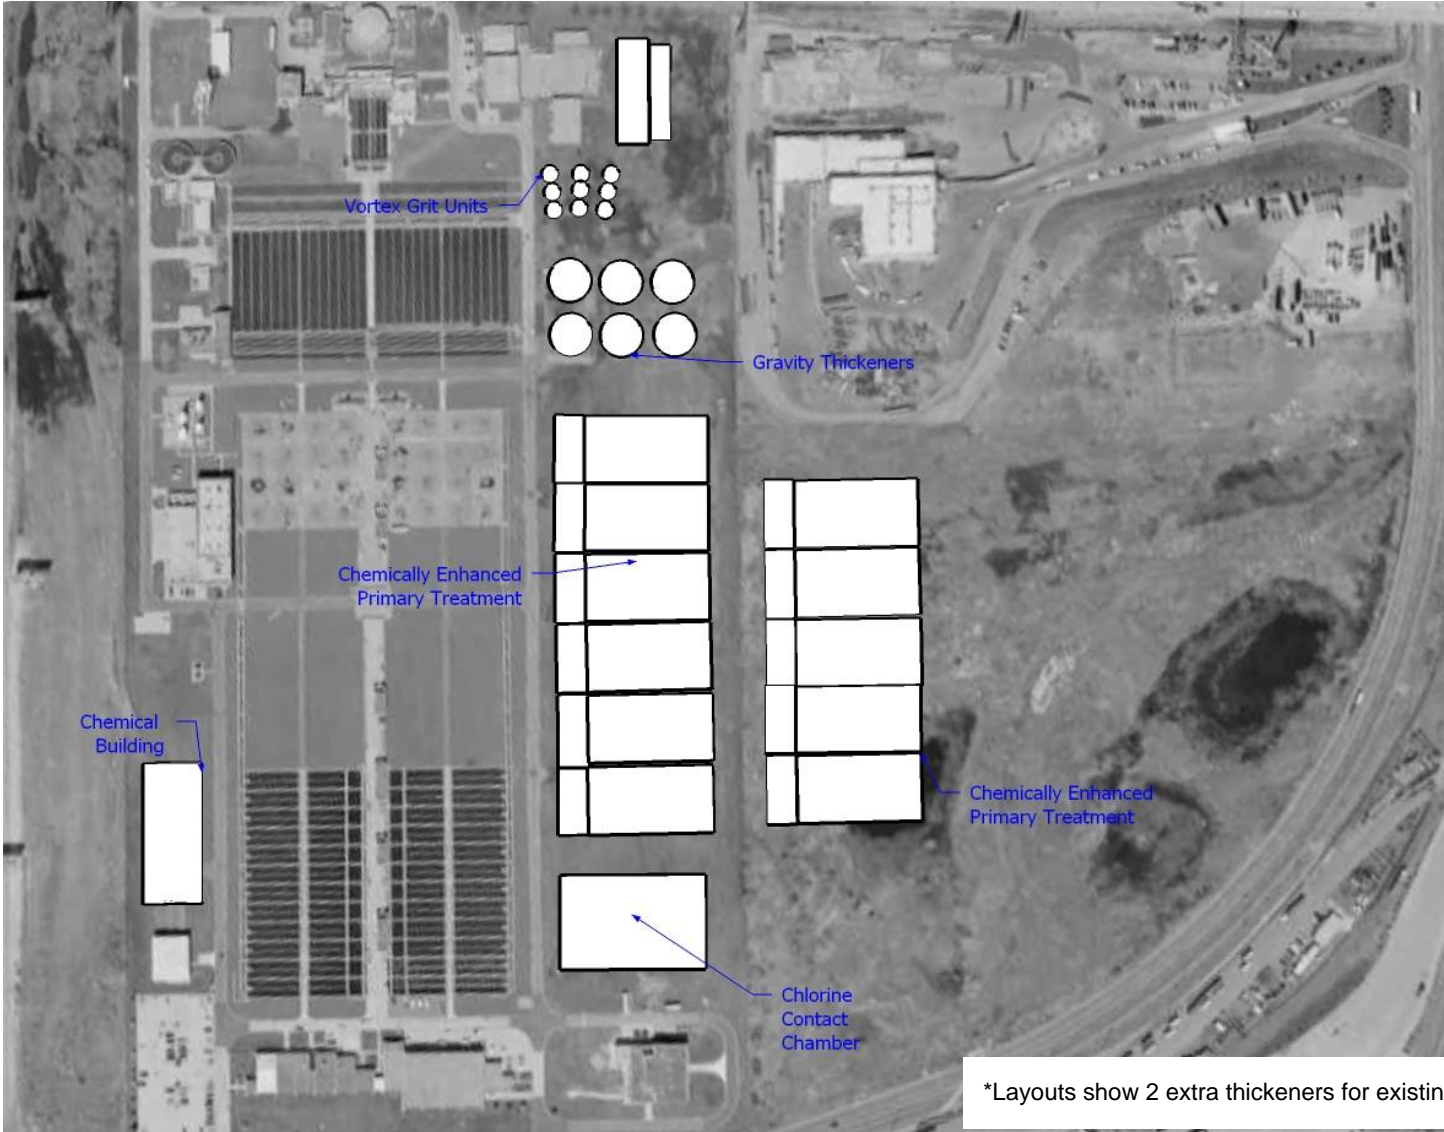 Vortex Grit Units
Gravity Thickeners
Chemically Enhanced
Primary Treatment
Chemical
Building
Chemically Enhanced
Primary Treatment
Chlorine
Contact
Chamber
*Layouts show 2 extra thickeners for existin